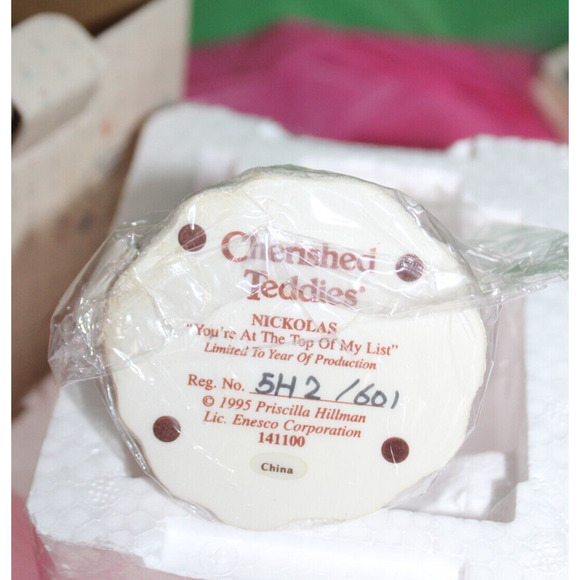 Cherished
Teddies®
NICKOLAS
"You're At The Top Of My List"
Limited To Year Of Production
Reg. No. 5H2/601
© 1995 Priscilla Hillman
Lic. Enesco Corporation
141100
China